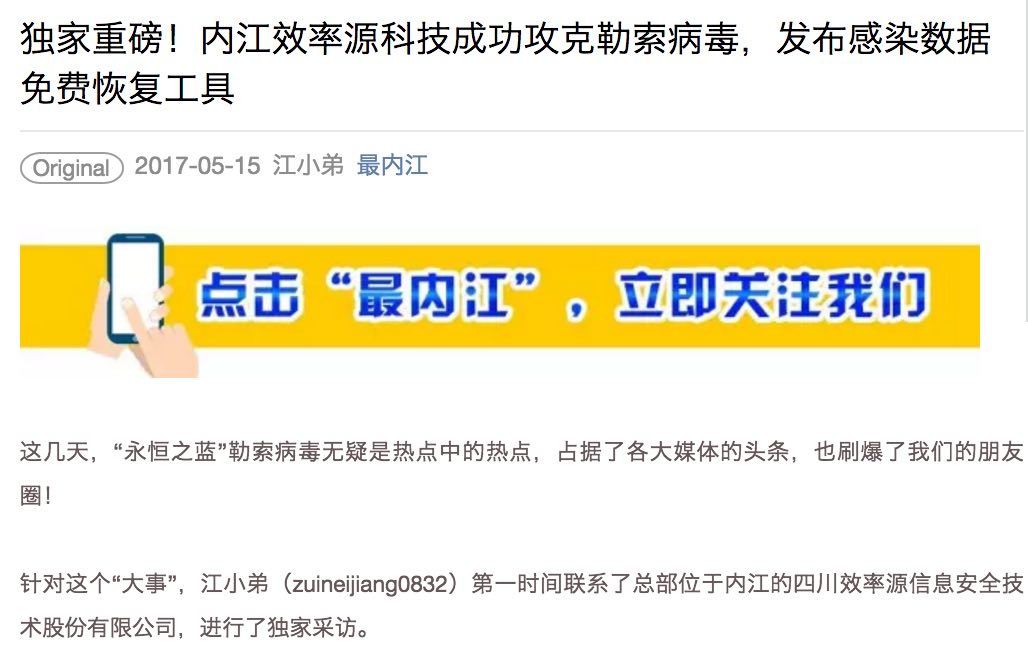 独家重磅！内江效率源科技成功攻克勒索病毒，发布感染数据
免费恢复工具
Original 2017-05-15 江小弟 最内江
点击“最内江”，立即关注我们
这几天，“永恒之蓝”勒索病毒无疑是热点中的热点，占据了各大媒体的头条，也刷爆了我们的朋友
圈！
针对这个“大事”，江小弟（zuineijiang0832）第一时间联系了总部位于内江的四川效率源信息安全技
术股份有限公司，进行了独家采访。